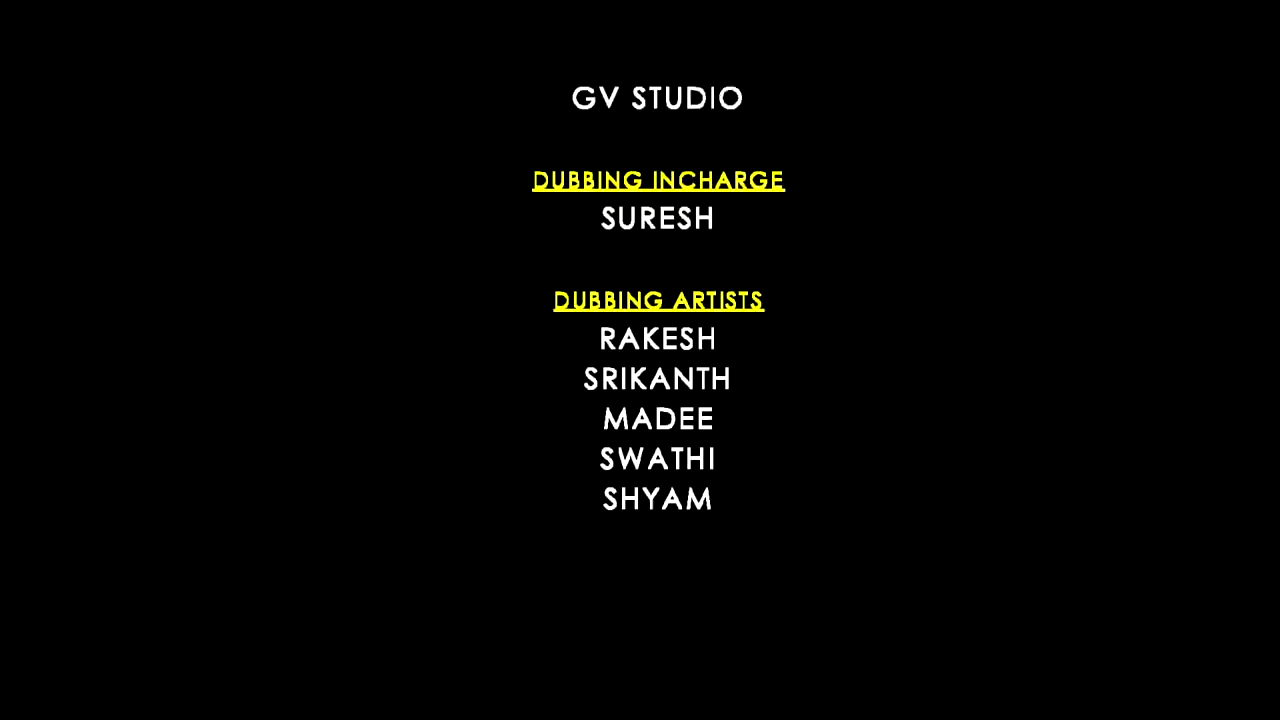 GV STUDIO
DUBBING INCHARGE
SURESH
DUBBING ARTISTS
RAKESH
SRIKANTH
MADEE
SWATHI
SHYAM